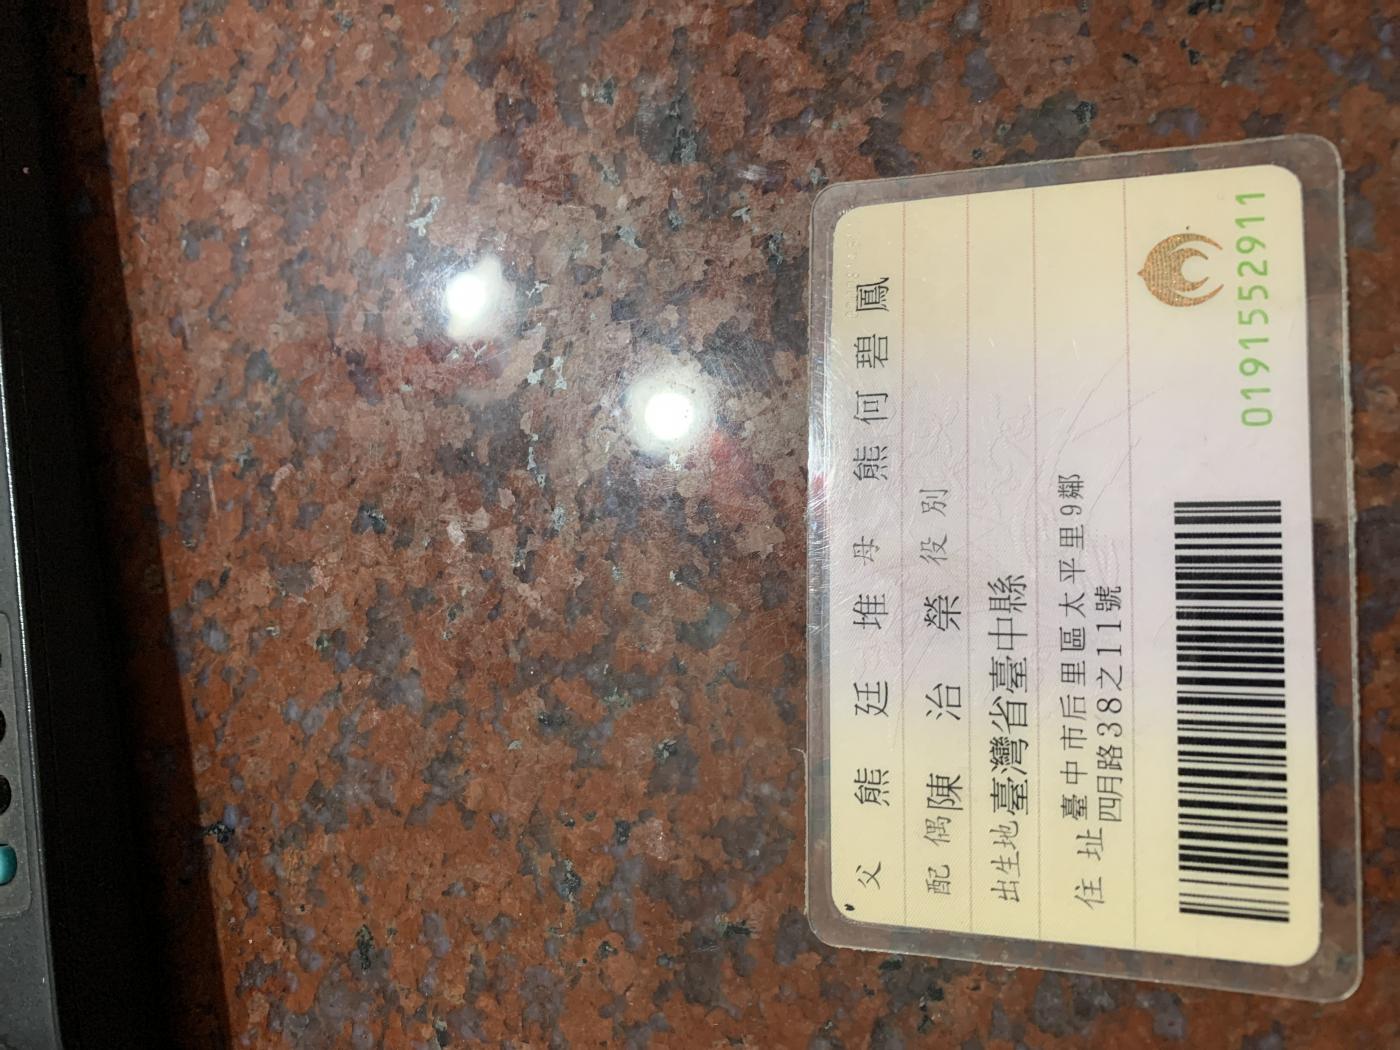 父 熊廷堆 母 熊何碧鳳
配偶 陳治榮 役別
出生地 臺灣省臺中縣
住址 臺中市后里區太平里9鄰
四月路38之11號
0191552911